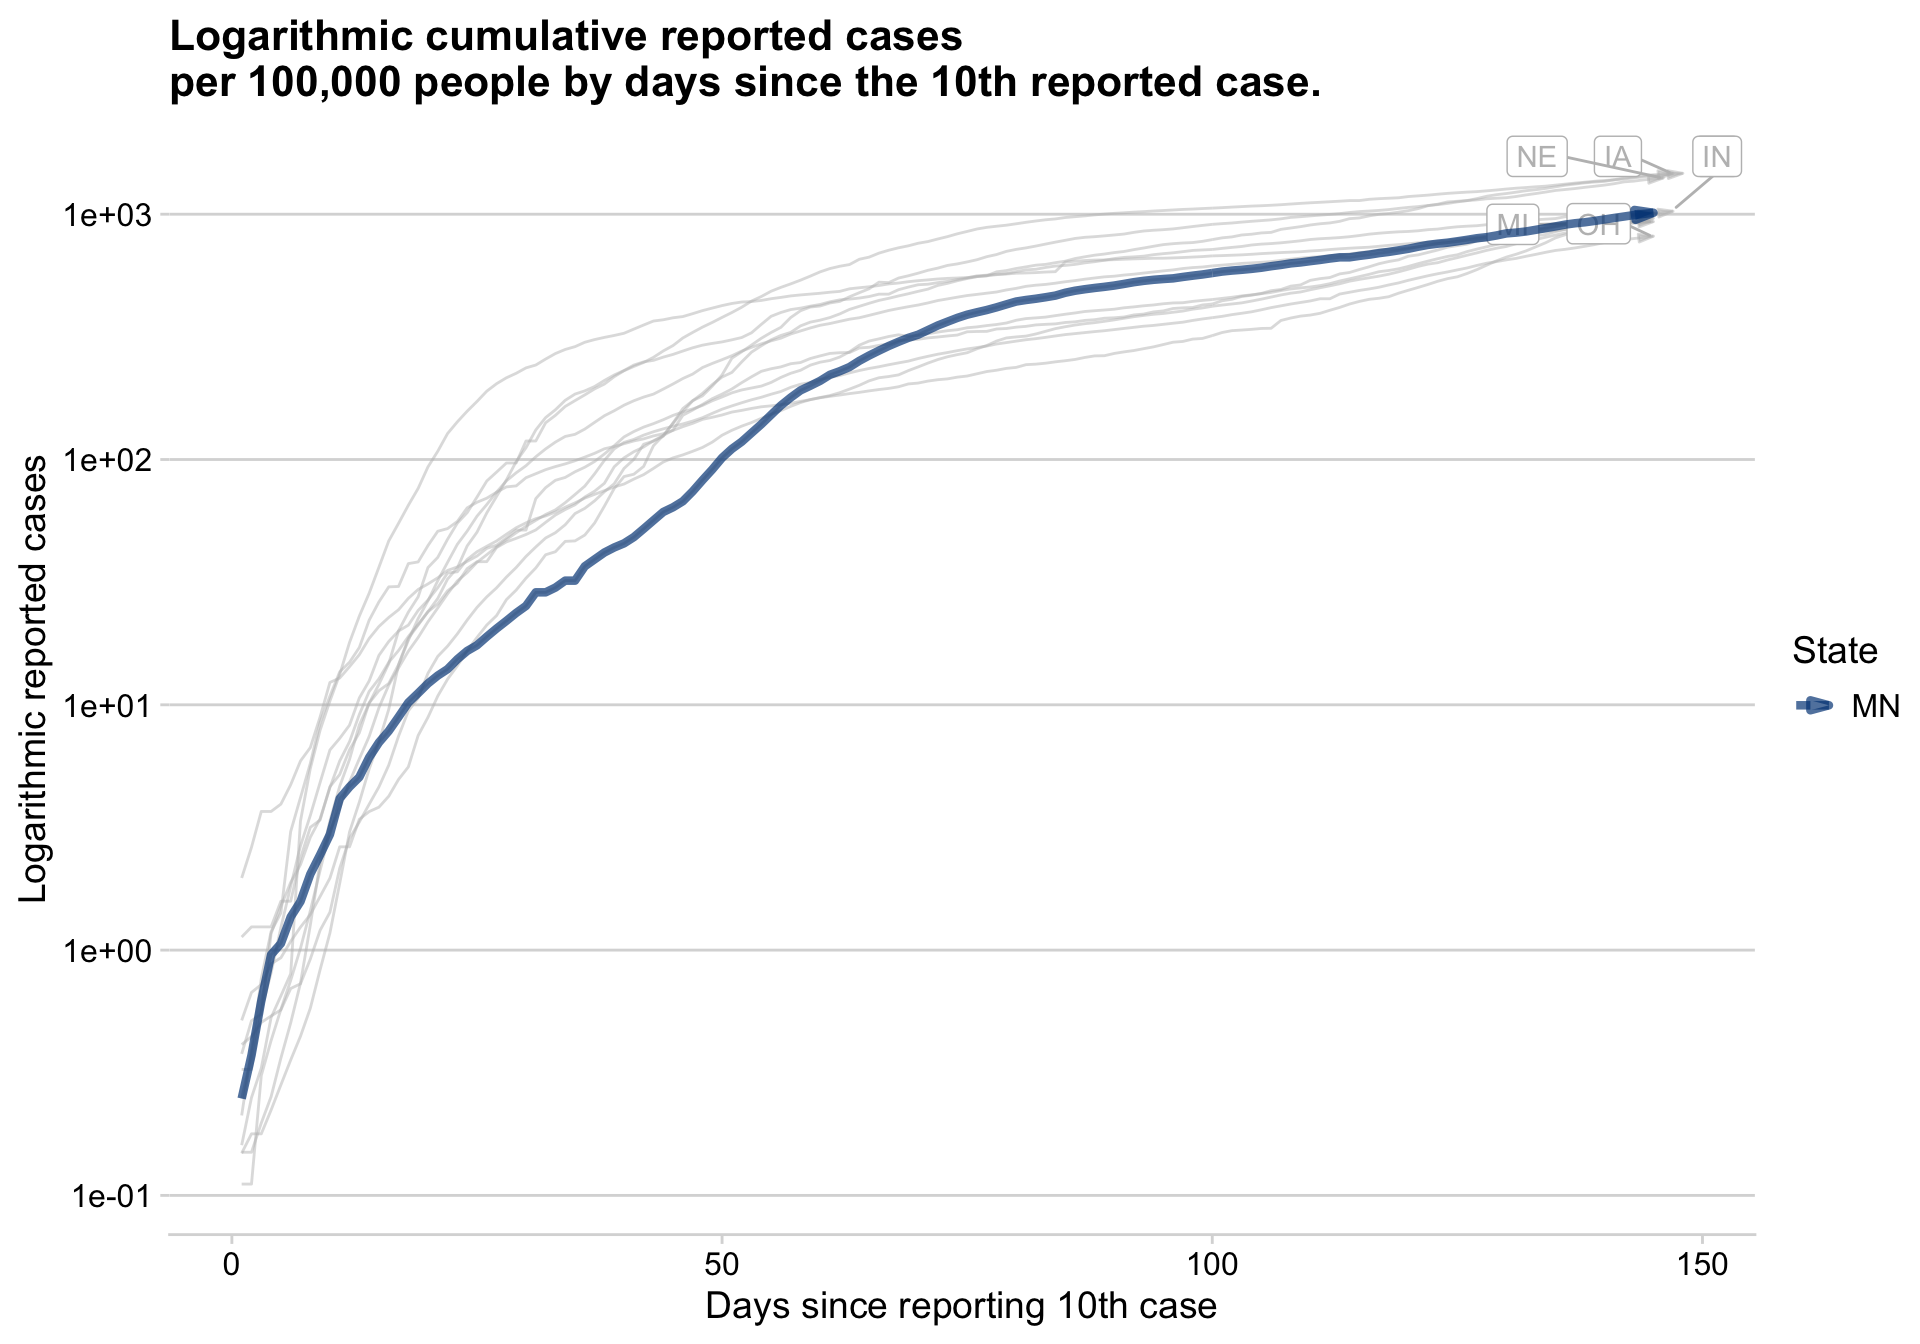 Logarithmic cumulative reported cases
per 100,000 people by days since the 10th reported case.
NE
IA
IN
MI
OH
1e+03
1e+02
1e+01
1e+00
1e-01
Logarithmic reported cases
0
50
100
150
Days since reporting 10th case
State
MN